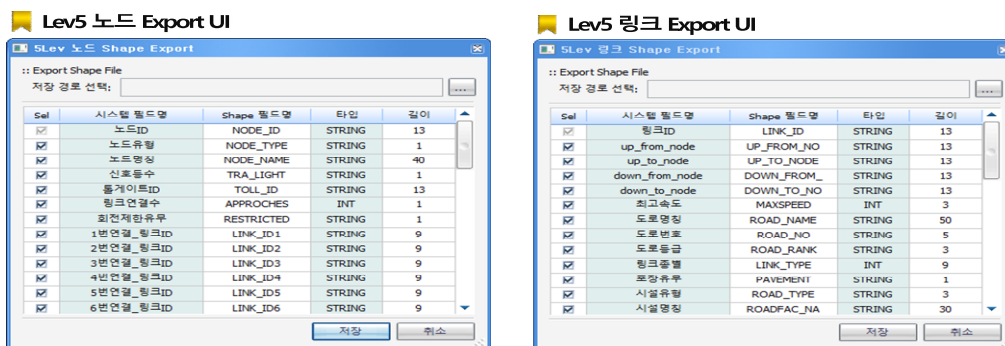 Lev5 노드 Export UI
5Lev 노드 Shape Export
:: Export Shape File
저장 경로 선택:
...
Sel 시스템 필드명 Shape 필드명 타입 길이
노드ID NODE_ID STRING 13
노드유형 NODE_TYPE STRING 1
노드명칭 NODE_NAME STRING 40
신호등수 TRA_LIGHT STRING 1
톨게이트ID TOLL_ID STRING 13
링크연결수 APPROCHES INT 1
회전제한유무 RESTRICTED STRING 1
1번연결_링크ID LINK_ID1 STRING 9
2번연결_링크ID LINK_ID2 STRING 9
3번연결_링크ID LINK_ID3 STRING 9
4번연결_링크ID LINK_ID4 STRING 9
5번연결_링크ID LINK_ID5 STRING 9
6번연결_링크ID LINK_ID6 STRING 9
저장 취소
Lev5 링크 Export UI
5Lev 링크 Shape Export
:: Export Shape File
저장 경로 선택:
...
Sel 시스템 필드명 Shape 필드명 타입 길이
링크ID LINK_ID STRING 13
up_from_node UP_FROM_NO STRING 13
up_to_node UP_TO_NODE STRING 13
down_from_node DOWN_FROM_ STRING 13
down_to_node DOWN_TO_NO STRING 13
최고속도 MAXSPEED INT 3
도로명칭 ROAD_NAME STRING 50
도로번호 ROAD_NO STRING 5
도로등급 ROAD_RANK STRING 3
링크종별 LINK_TYPE INT 9
포장유무 PAVEMENT STRING 1
시설유형 ROAD_TYPE STRING 3
시설명칭 ROADFAC_NA STRING 30
저장 취소